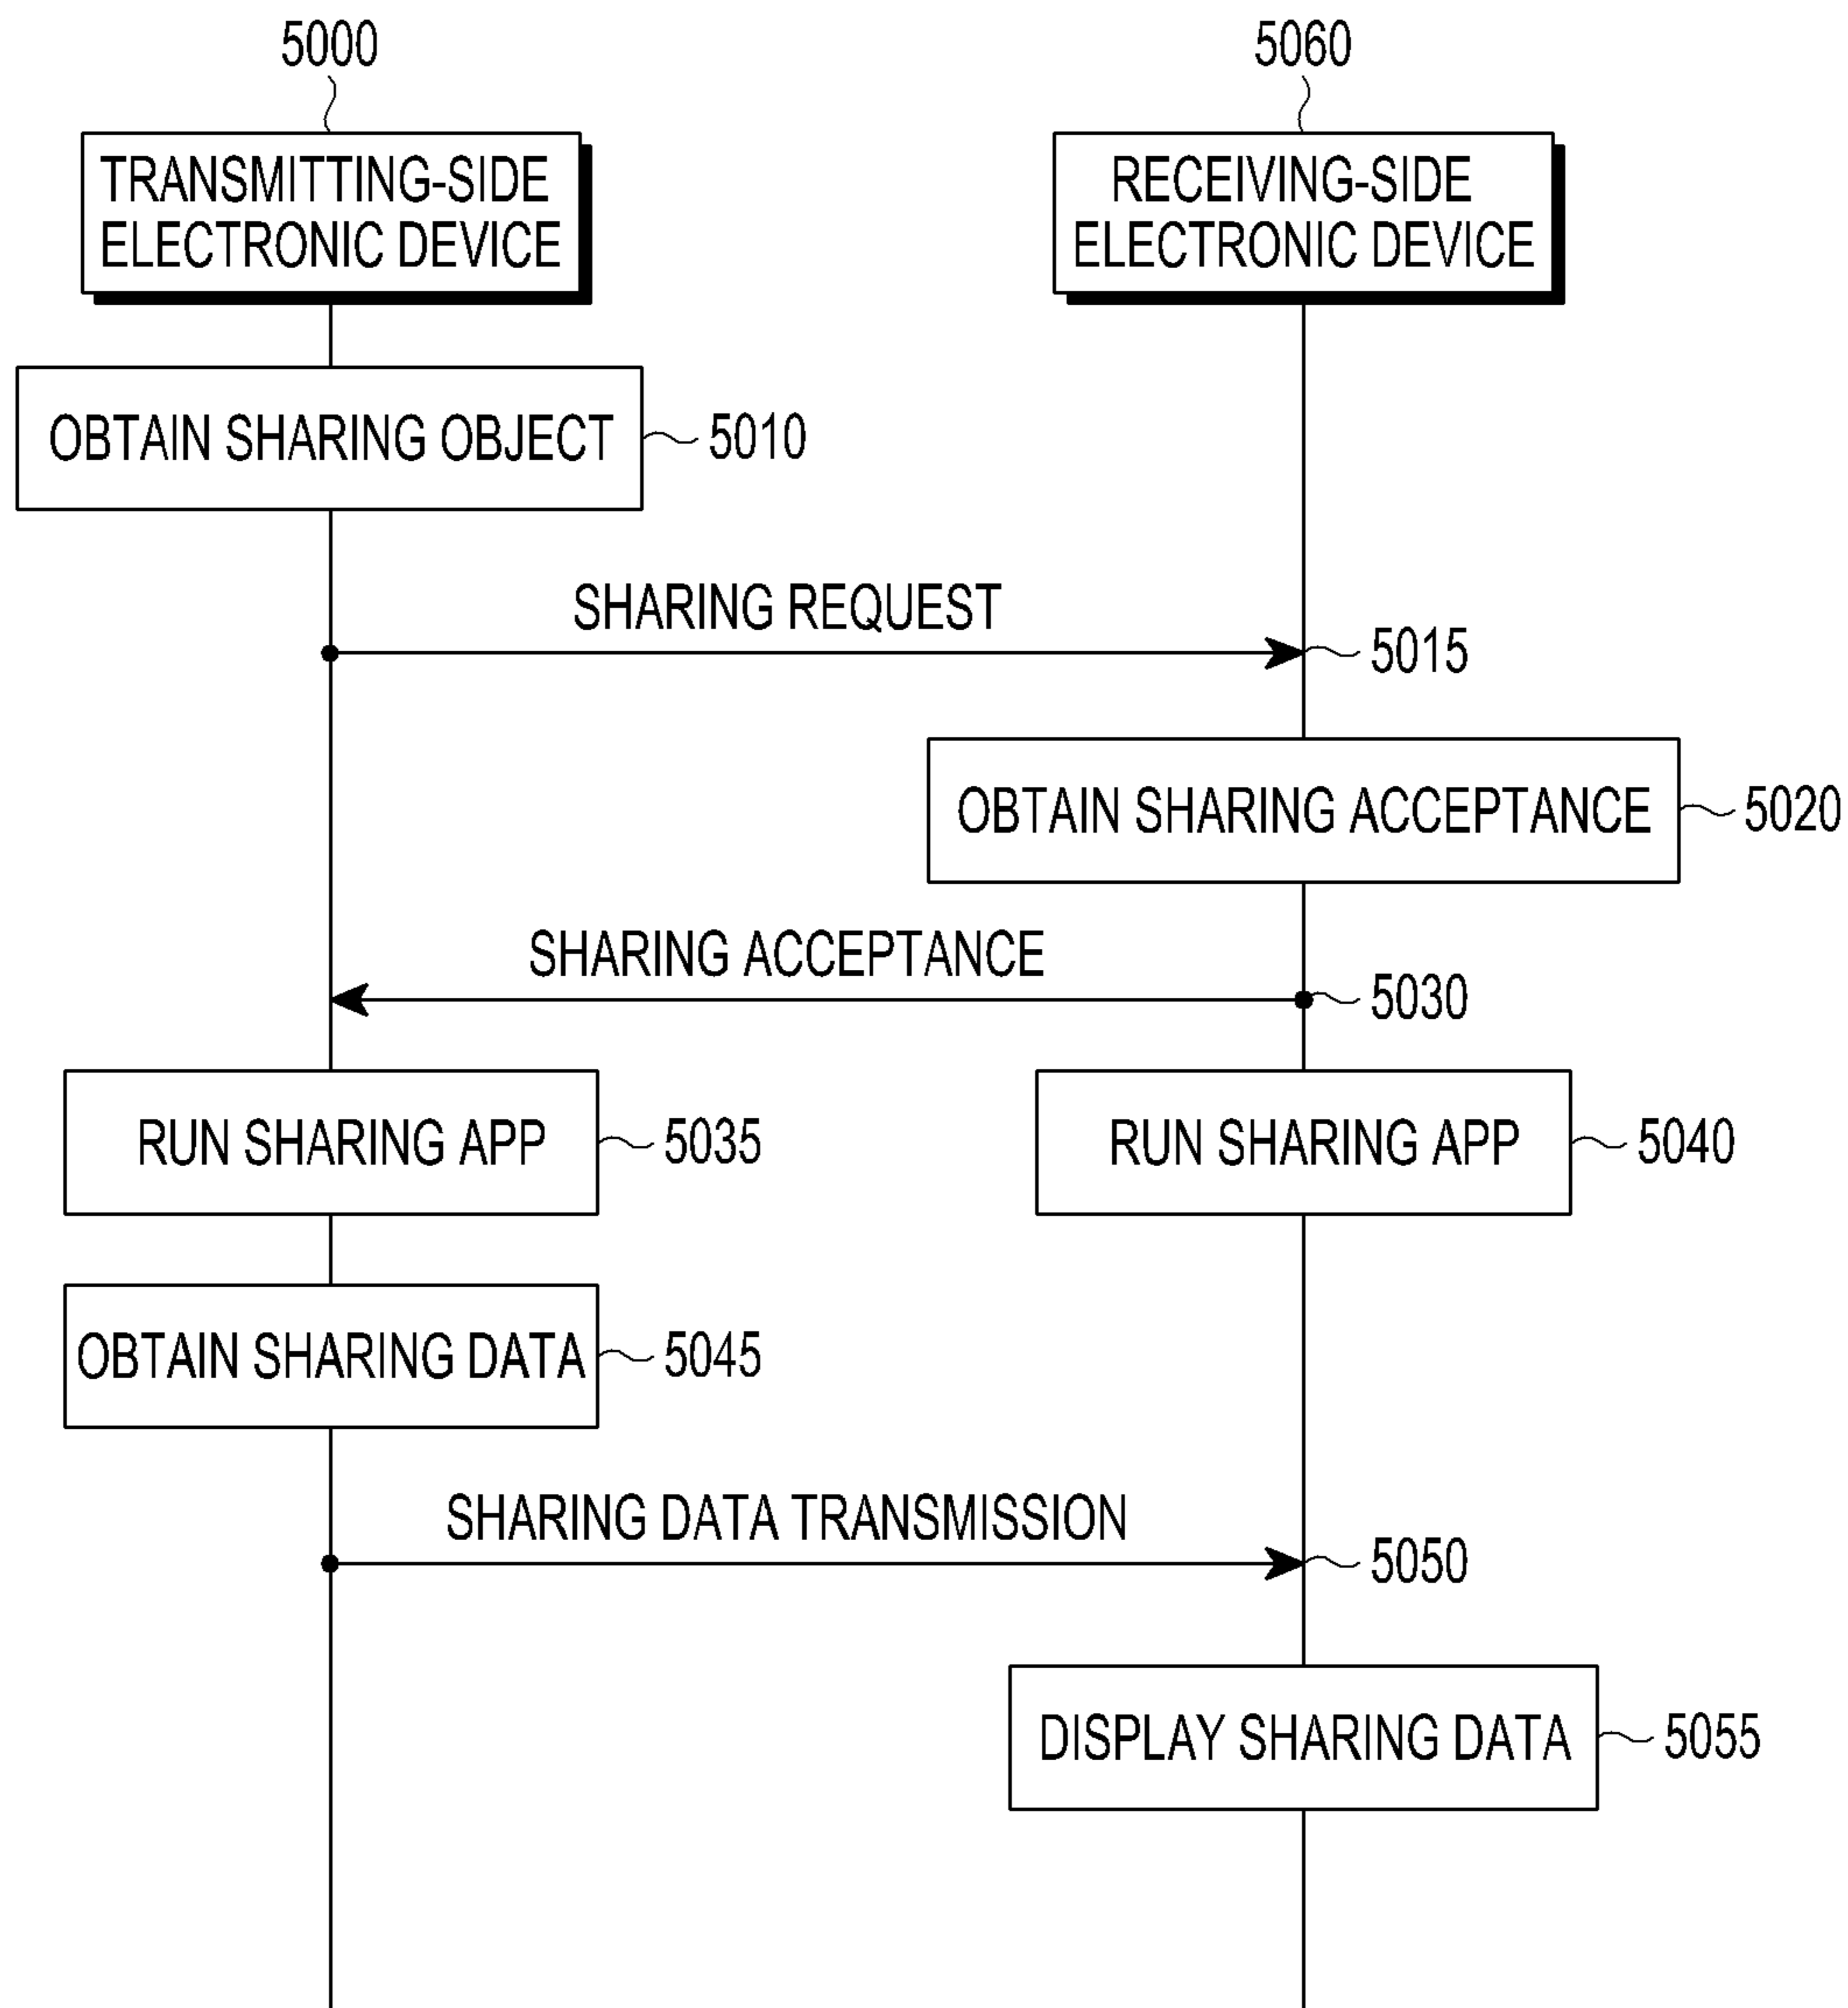 5000
5060
TRANSMITTING-SIDE
ELECTRONIC DEVICE
RECEIVING-SIDE
ELECTRONIC DEVICE
OBTAIN SHARING OBJECT
5010
SHARING REQUEST
5015
OBTAIN SHARING ACCEPTANCE
5020
SHARING ACCEPTANCE
5030
RUN SHARING APP
5035
RUN SHARING APP
5040
OBTAIN SHARING DATA
5045
SHARING DATA TRANSMISSION
5050
DISPLAY SHARING DATA
5055